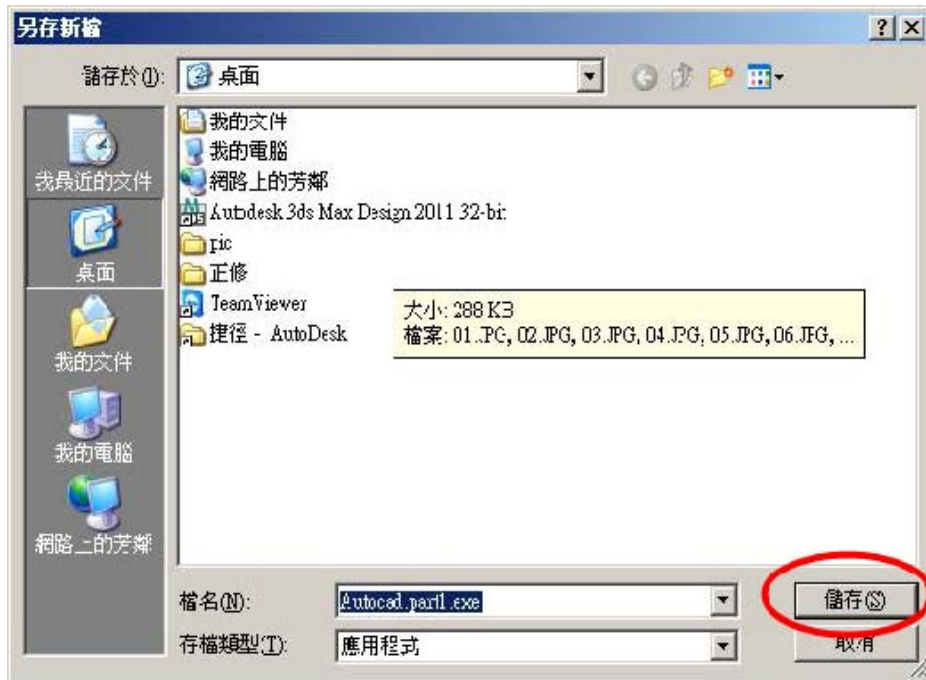 另存新檔
儲存於(I):
桌面
我的文件
我的電腦
網路上的芳鄰
Autodesk 3ds Max Design 2011 32-bit
pic
正修
TeamViewer
捷徑 - AutoDesk
大小: 288 KB
檔案: 01.JPG, 02.JPG, 03.JPG, 04.JPG, 05.JPG, 06.JPG, ...
我最近的文件
桌面
我的文件
我的電腦
網路上的芳鄰
檔名(N):
Autocad.part1.exe
儲存(S)
存檔類型(T):
應用程式
取消